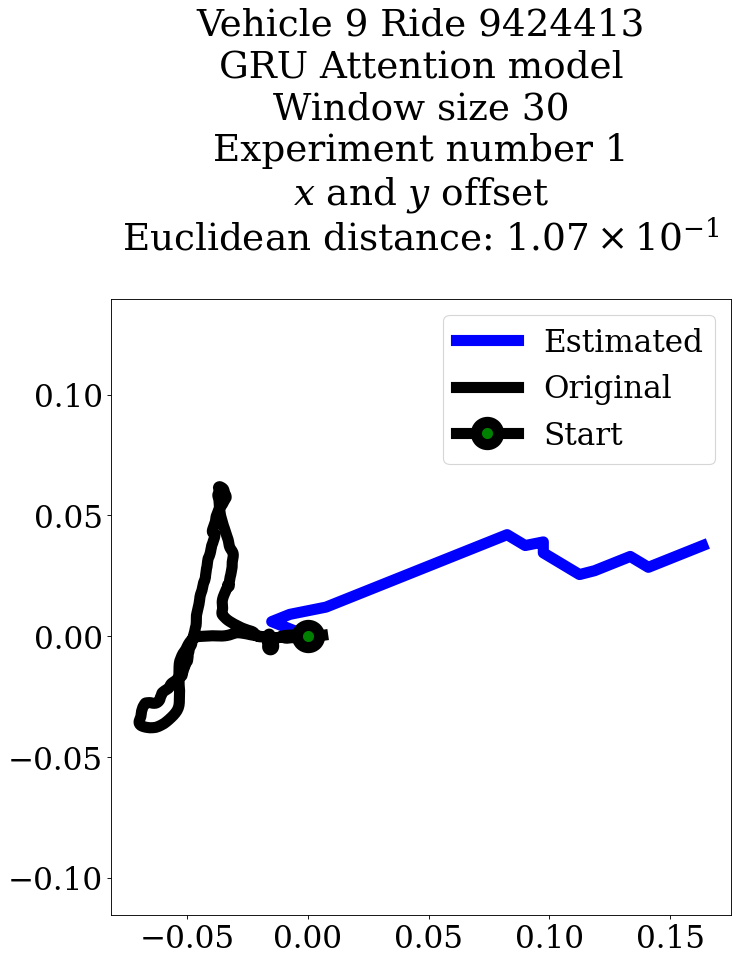 Vehicle 9 Ride 9424413
GRU Attention model
Window size 30
Experiment number 1
x and y offset
Euclidean distance: 1.07 × 10⁻¹
Estimated
Original
Start
0.10
0.05
0.00
−0.05
−0.10
−0.05 0.00 0.05 0.10 0.15